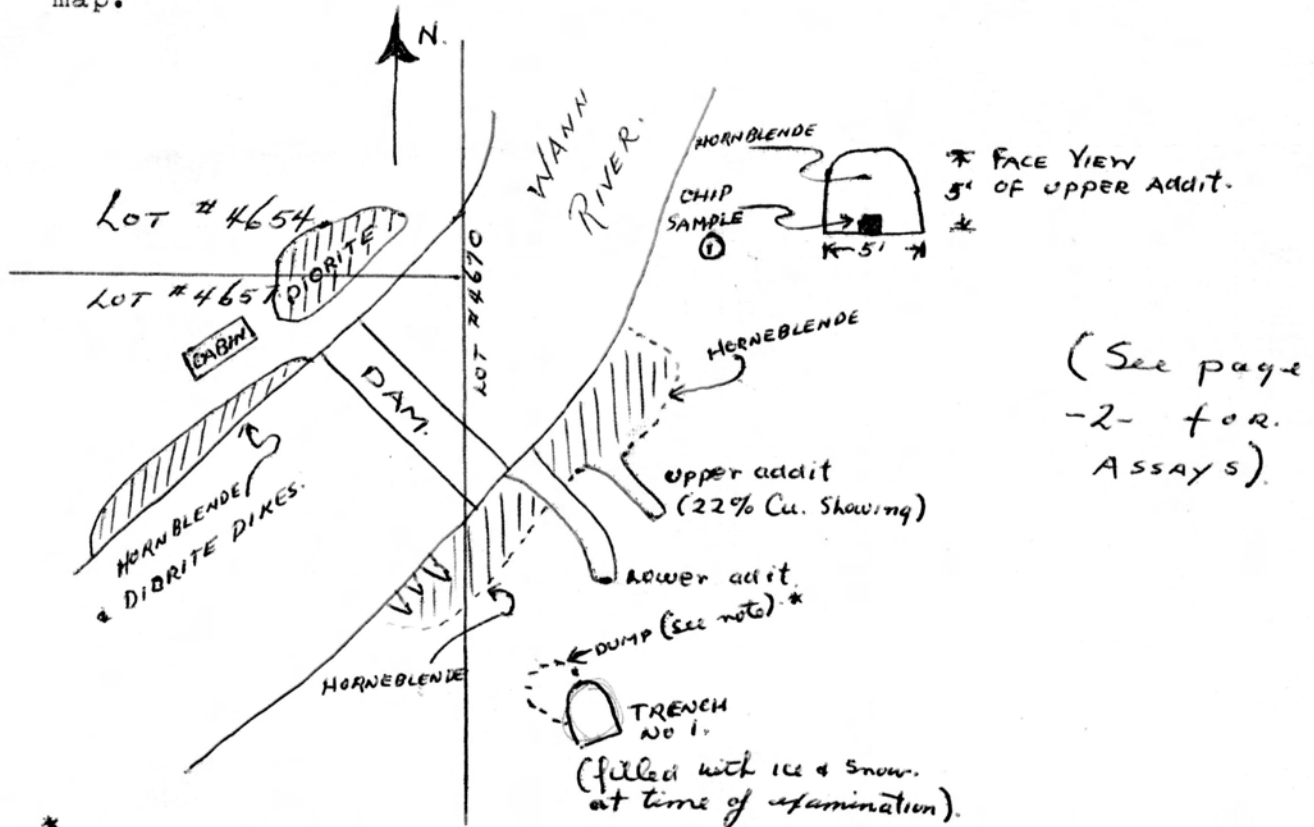 map.
N.
WANN
RIVER.
HORNBLENDE
CHIP
SAMPLE
①
* FACE VIEW
5' OF UPPER Addit.
*
5'
LOT #4654
DIORITE
LOT #4657
LOT #4690
CABIN
DAM.
HORNEBLENDE
(See page
-2- for.
ASSAYS).
upper addit
(22% Cu. Showing)
HORNBLENDE
& DIORITE DIKES.
Lower adit.
DUMP (see note).*
HORNEBLENDE
TRENCH
No 1.
(filled with ice & snow.
at time of examination).
*